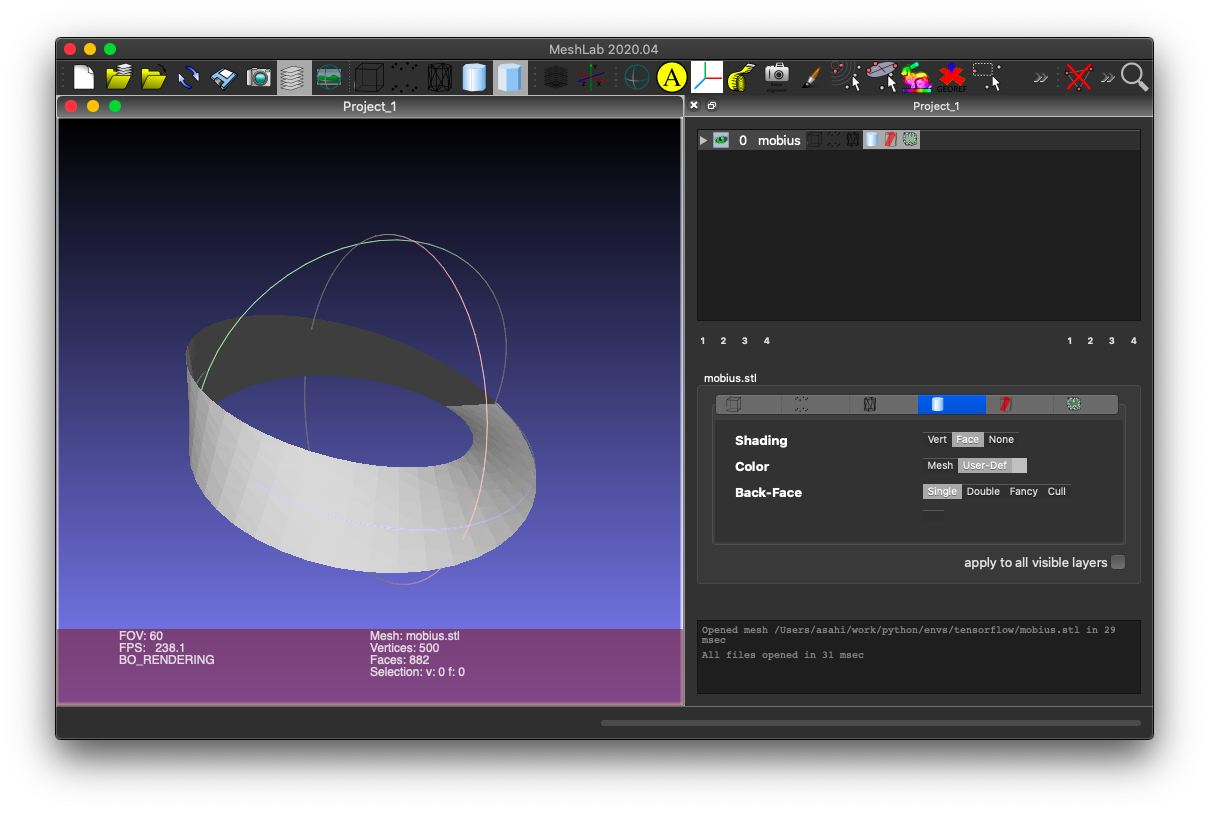 MeshLab 2020.04
A
GEOREF
Project_1
Project_1
0 mobius
1 2 3 4 1 2 3 4
mobius.stl
Shading Vert Face None
Color Mesh User-Def
Back-Face Single Double Fancy Cull
apply to all visible layers
Opened mesh /Users/asahi/work/python/envs/tensorflow/mobius.stl in 29
msec
All files opened in 31 msec
FOV: 60
FPS: 238.1
BO_RENDERING
Mesh: mobius.stl
Vertices: 500
Faces: 882
Selection: v: 0 f: 0